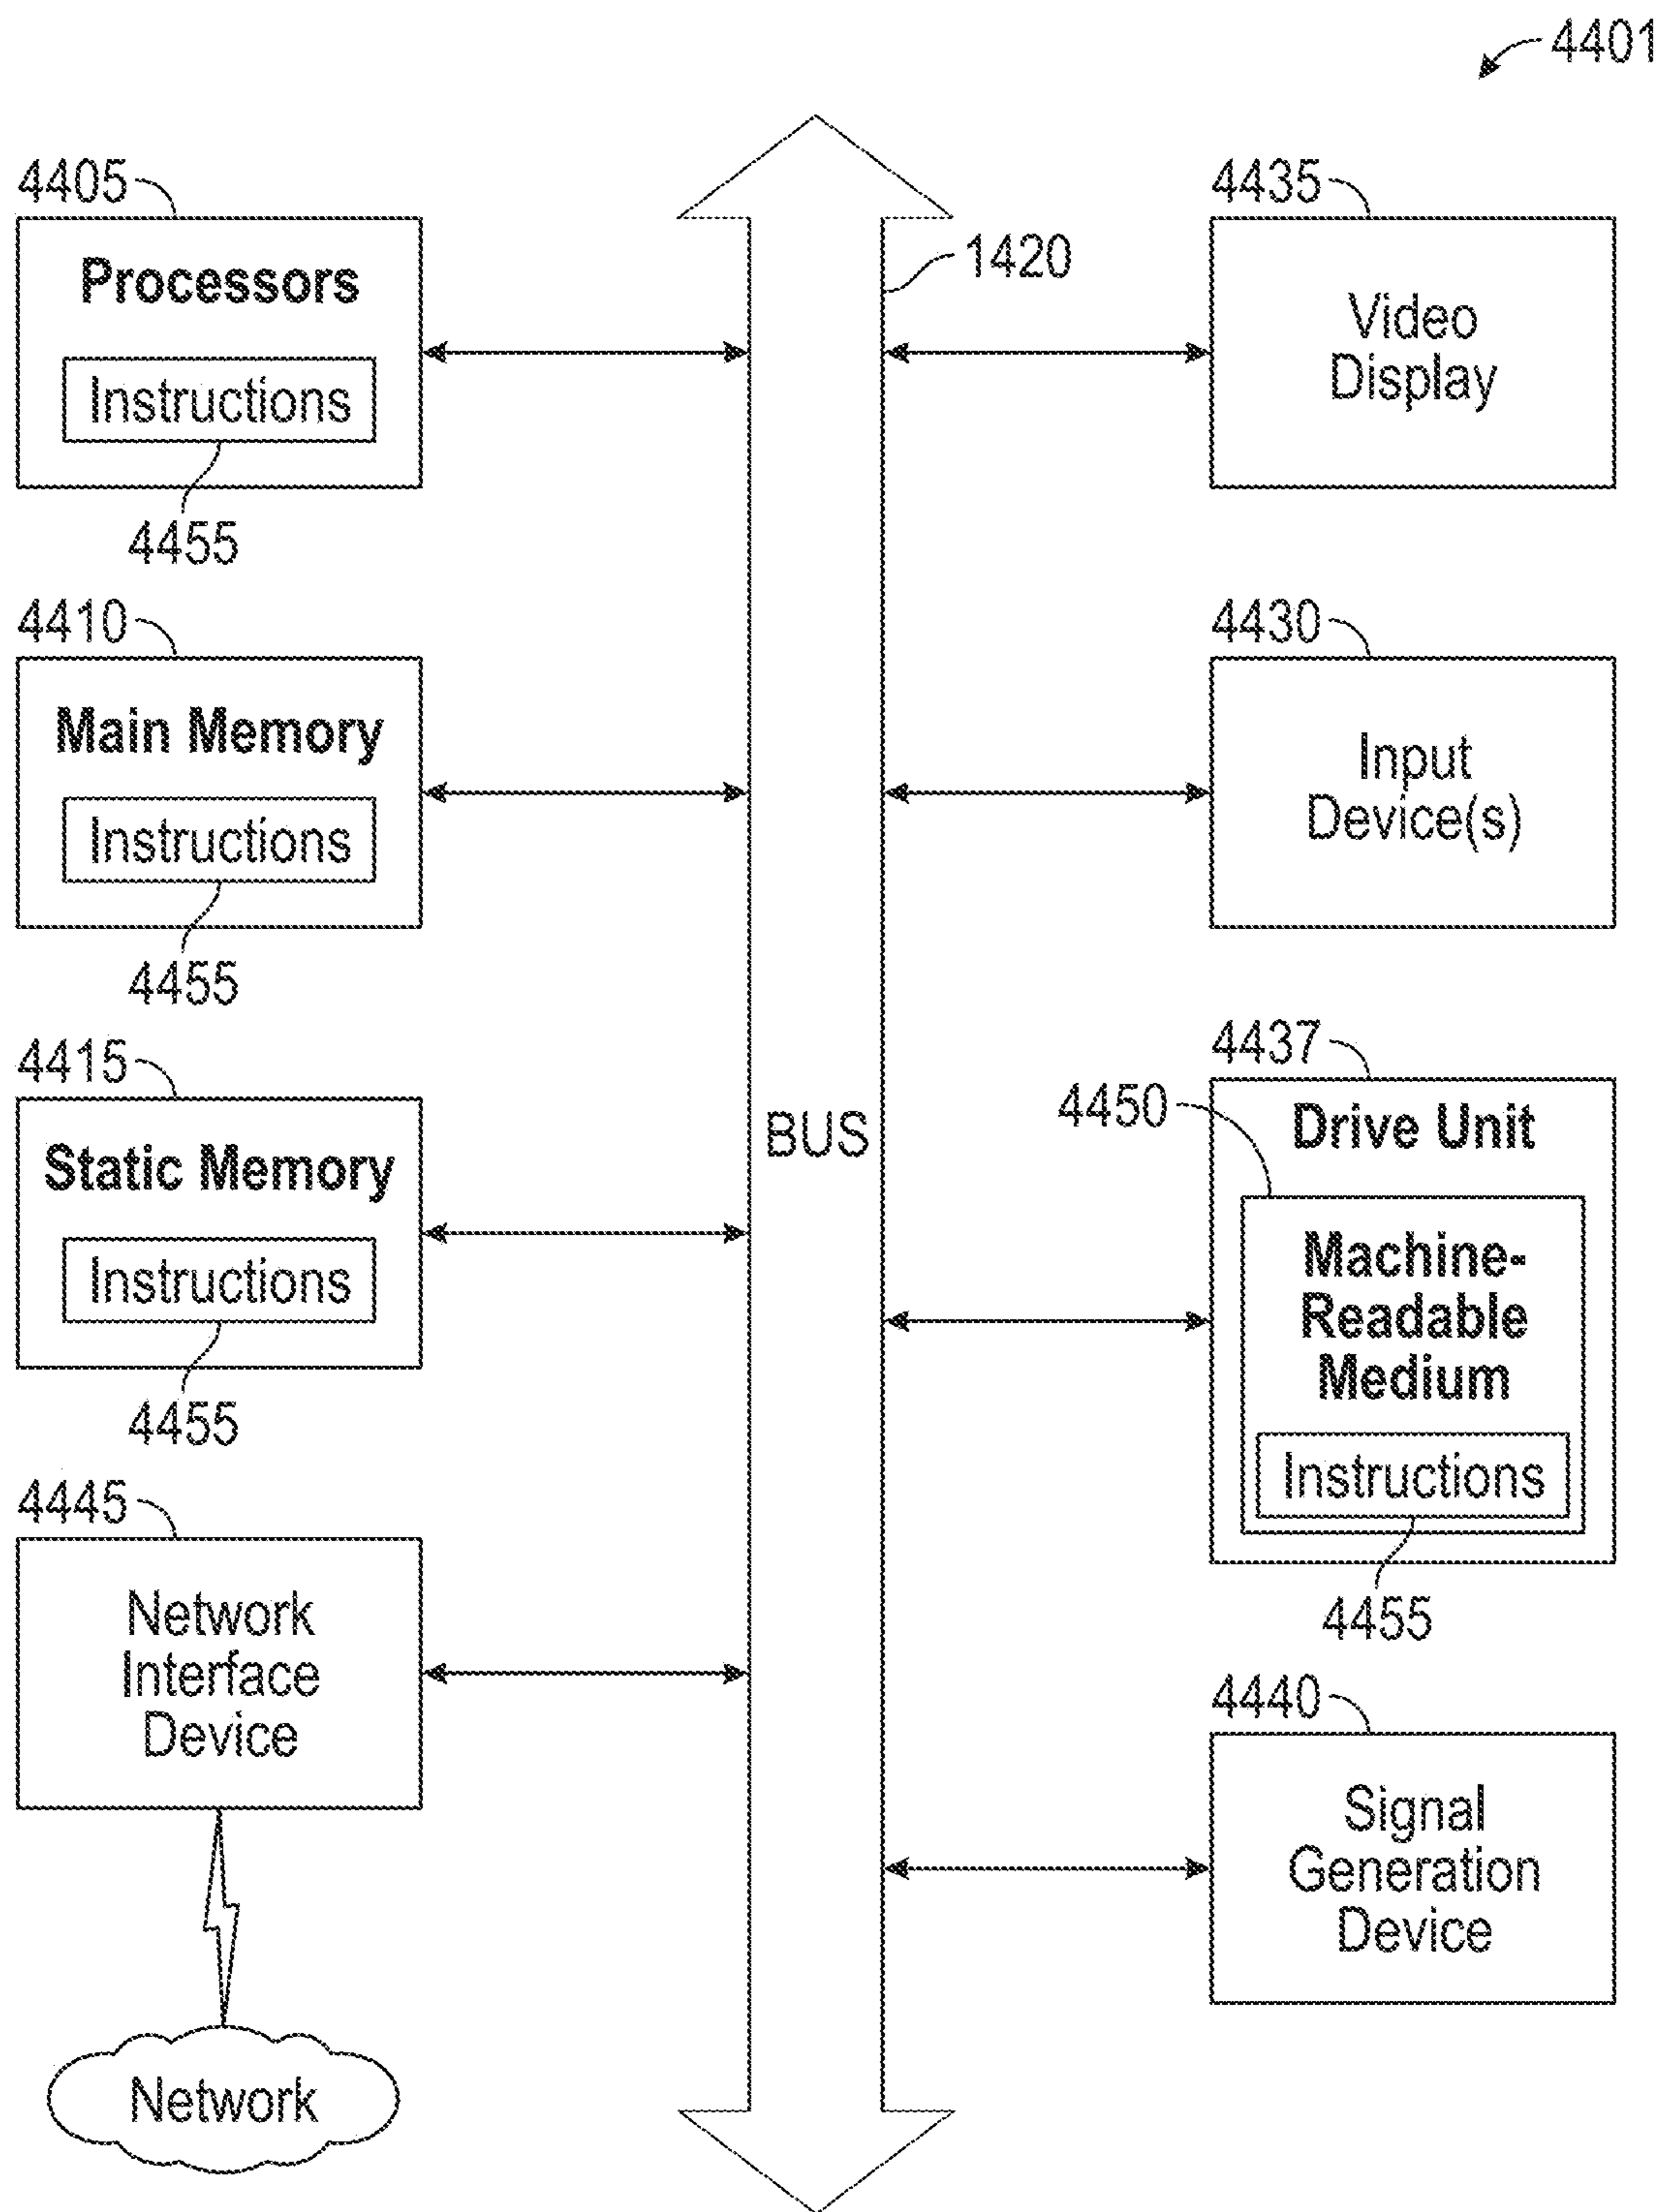 4401
4405
Processors
Instructions
4455
4410
Main Memory
Instructions
4455
4415
Static Memory
Instructions
4455
4445
Network
Interface
Device
Network
1420
BUS
4435
Video
Display
4430
Input
Device(s)
4437
4450
Drive Unit
Machine-
Readable
Medium
Instructions
4455
4440
Signal
Generation
Device